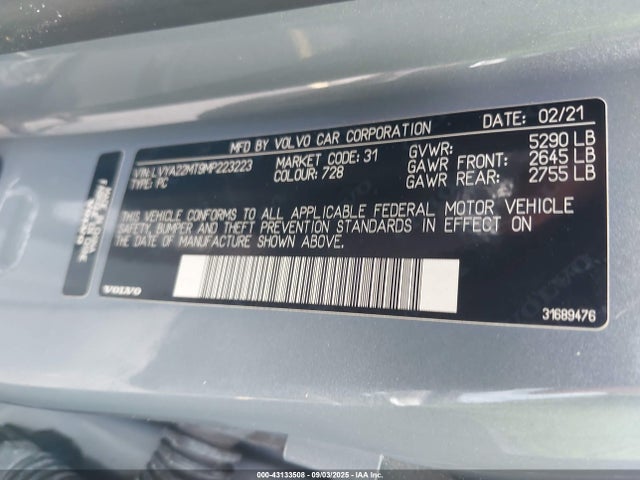 MFD BY VOLVO CAR CORPORATION DATE: 02/21
VIN:LVYA22MT9MP223223 MARKET CODE: 31 GVWR: 5290 LB
TYPE: PC COLOUR: 728 GAWR FRONT: 2645 LB
GAWR REAR: 2755 LB
THIS VEHICLE CONFORMS TO ALL APPLICABLE FEDERAL MOTOR VEHICLE
SAFETY, BUMPER AND THEFT PREVENTION STANDARDS IN EFFECT ON
THE DATE OF MANUFACTURE SHOWN ABOVE.
VOLVO 31689476
000-43133508 - 09/03/2025 - © IAA, Inc.